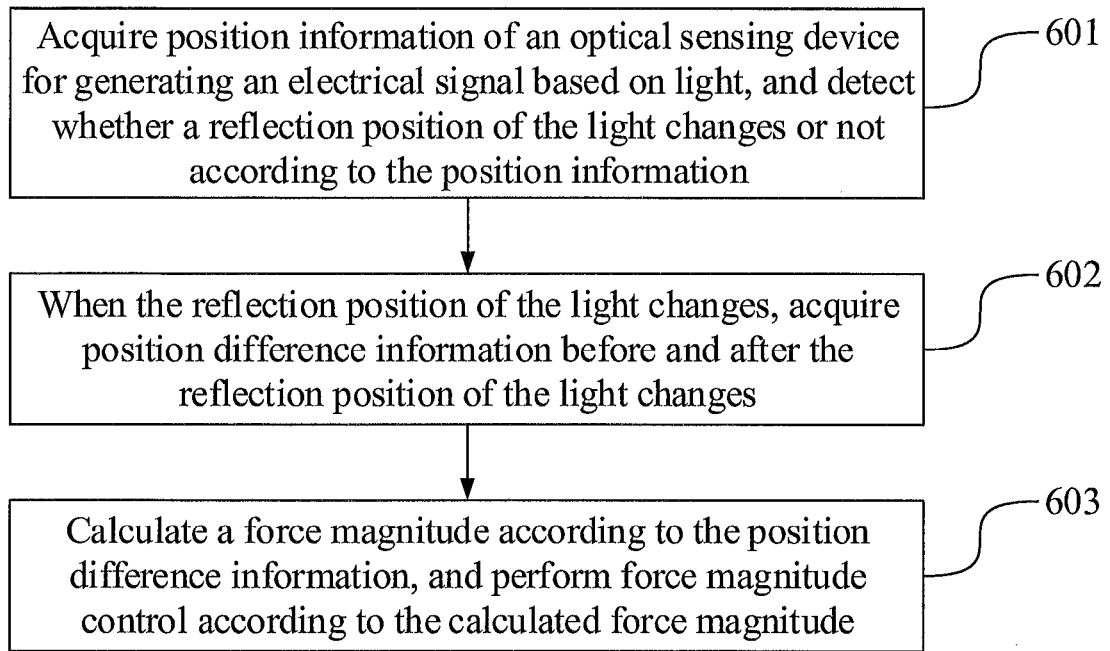 Acquire position information of an optical sensing device
for generating an electrical signal based on light, and detect
whether a reflection position of the light changes or not
according to the position information
601
When the reflection position of the light changes, acquire
position difference information before and after the
reflection position of the light changes
602
Calculate a force magnitude according to the position
difference information, and perform force magnitude
control according to the calculated force magnitude
603